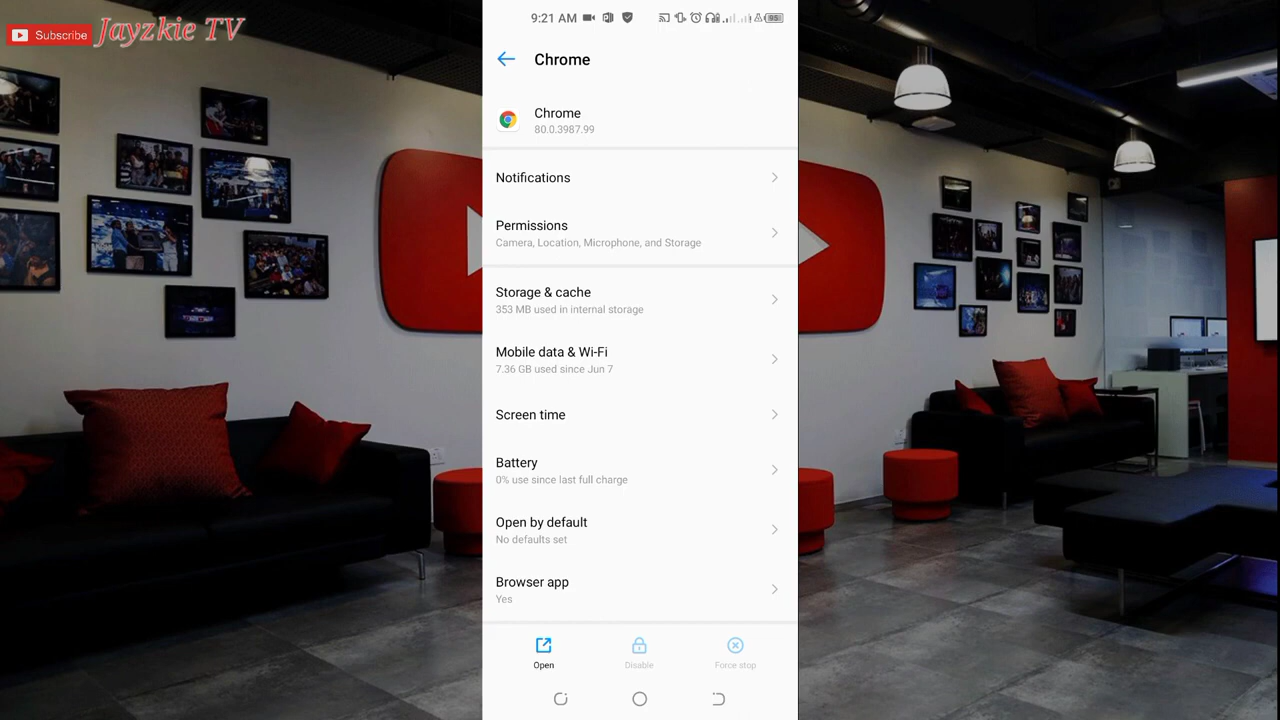 Subscribe
Jayzkie TV
9:21 AM
95
Chrome
Chrome
80.0.3987.99
Notifications
Permissions
Camera, Location, Microphone, and Storage
Storage & cache
353 MB used in internal storage
Mobile data & Wi-Fi
7.36 GB used since Jun 7
Screen time
Battery
0% use since last full charge
Open by default
No defaults set
Browser app
Yes
Open
Disable
Force stop